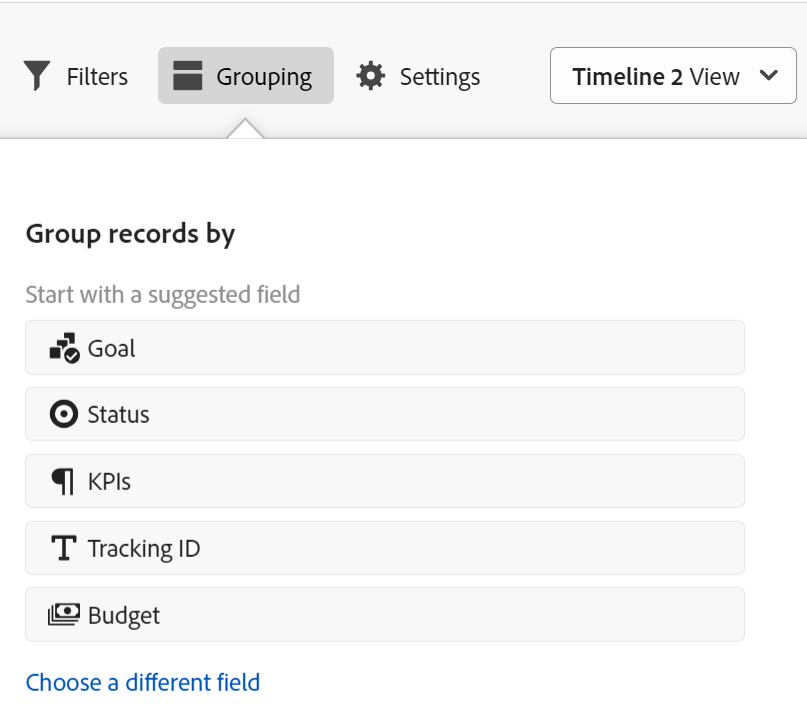 Filters Grouping Settings Timeline 2 View
Group records by
Start with a suggested field
Goal
Status
KPIs
Tracking ID
Budget
Choose a different field